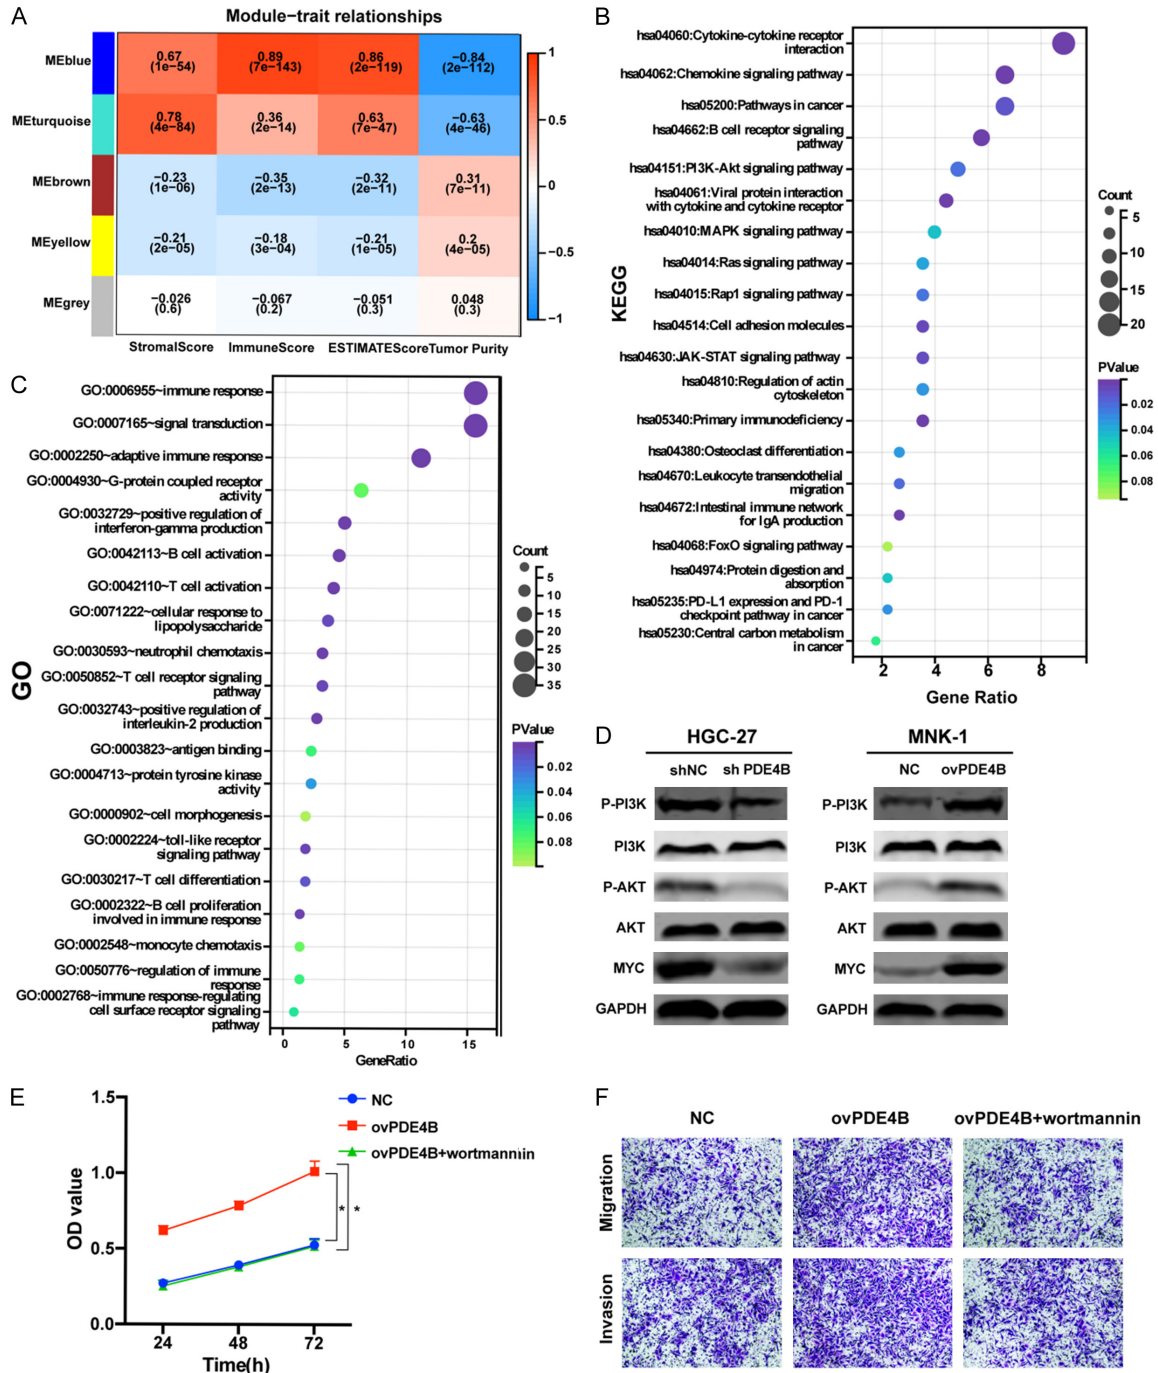 A
Module−trait relationships
MEblue
0.67
(1e−54)
0.89
(7e−143)
0.86
(2e−119)
−0.84
(2e−112)
MEturquoise
0.78
(4e−84)
0.36
(2e−14)
0.63
(7e−47)
−0.63
(4e−46)
MEbrown
−0.23
(1e−06)
−0.35
(2e−13)
−0.32
(2e−11)
0.31
(7e−11)
MEyellow
−0.21
(2e−05)
−0.18
(3e−04)
−0.21
(1e−05)
0.2
(4e−05)
MEgrey
−0.026
(0.6)
−0.067
(0.2)
−0.051
(0.3)
0.048
(0.3)
StromalScore ImmuneScore ESTIMATEScore Tumor Purity
1
0.5
0
−0.5
−1
B
KEGG
hsa04060:Cytokine-cytokine receptor
interaction
hsa04062:Chemokine signaling pathway
hsa05200:Pathways in cancer
hsa04662:B cell receptor signaling
pathway
hsa04151:PI3K-Akt signaling pathway
hsa04061:Viral protein interaction
with cytokine and cytokine receptor
hsa04010:MAPK signaling pathway
hsa04014:Ras signaling pathway
hsa04015:Rap1 signaling pathway
hsa04514:Cell adhesion molecules
hsa04630:JAK-STAT signaling pathway
hsa04810:Regulation of actin
cytoskeleton
hsa05340:Primary immunodeficiency
hsa04380:Osteoclast differentiation
hsa04670:Leukocyte transendothelial
migration
hsa04672:Intestinal immune network
for IgA production
hsa04068:FoxO signaling pathway
hsa04974:Protein digestion and
absorption
hsa05235:PD-L1 expression and PD-1
checkpoint pathway in cancer
hsa05230:Central carbon metabolism
in cancer
2 4 6 8
Gene Ratio
Count
5
10
15
20
PValue
0.02
0.04
0.06
0.08
C
GO
GO:0006955~immune response
GO:0007165~signal transduction
GO:0002250~adaptive immune response
GO:0004930~G-protein coupled receptor
activity
GO:0032729~positive regulation of
interferon-gamma production
GO:0042113~B cell activation
GO:0042110~T cell activation
GO:0071222~cellular response to
lipopolysaccharide
GO:0030593~neutrophil chemotaxis
GO:0050852~T cell receptor signaling
pathway
GO:0032743~positive regulation of
interleukin-2 production
GO:0003823~antigen binding
GO:0004713~protein tyrosine kinase
activity
GO:0000902~cell morphogenesis
GO:0002224~toll-like receptor
signaling pathway
GO:0030217~T cell differentiation
GO:0002322~B cell proliferation
involved in immune response
GO:0002548~monocyte chemotaxis
GO:0050776~regulation of immune
response
GO:0002768~immune response-regulating
cell surface receptor signaling
pathway
0 5 10 15
GeneRatio
Count
5
10
15
20
25
30
35
PValue
0.02
0.04
0.06
0.08
D
HGC-27 MNK-1
shNC sh PDE4B NC ovPDE4B
P-PI3K P-PI3K
PI3K PI3K
P-AKT P-AKT
AKT AKT
MYC MYC
GAPDH GAPDH
E
OD value
1.5
1.0
0.5
0.0
24 48 72
Time(h)
NC
ovPDE4B
ovPDE4B+wortmanniin
* *
F
NC ovPDE4B ovPDE4B+wortmannin
Migration
Invasion